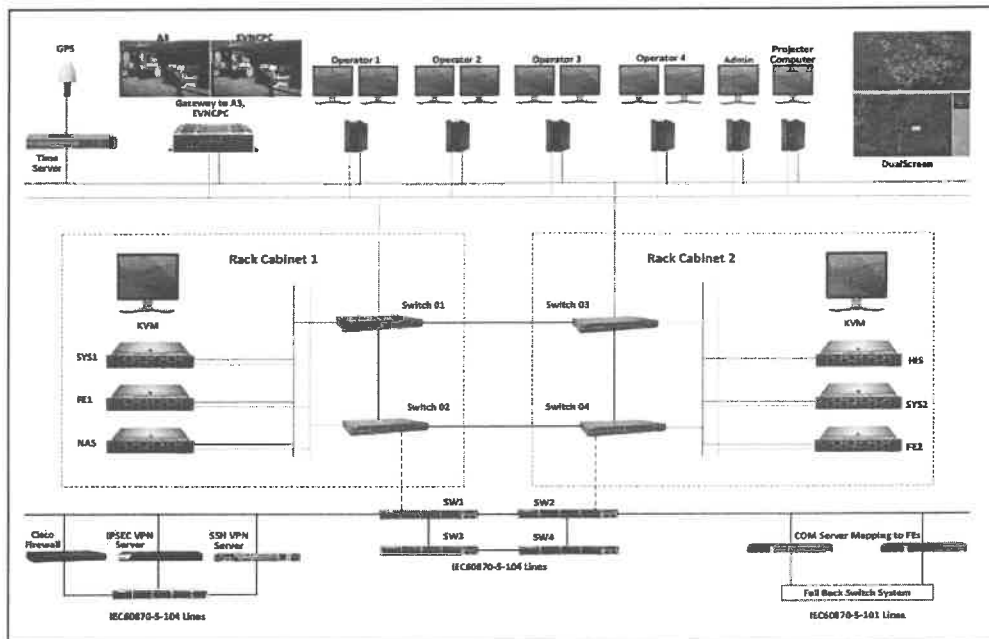 GPS
A3
EVNCPC
Operator 1
Operator 2
Operator 3
Operator 4
Admin
Projecter
Computer
Gateway to A3,
EVNCPC
Time
Server
DualScreen
Rack Cabinet 1
Rack Cabinet 2
KVM
Switch 01
Switch 03
KVM
SYS1
HIS
FE1
SYS2
Switch 02
Switch 04
NAS
FE2
SW1
SW2
Cisco
Firewall
IPSEC VPN
Server
SSH VPN
Server
SW3
SW4
COM Server Mapping to FEs
IEC60870-5-104 Lines
Fall Back Switch System
IEC60870-5-104 Lines
IEC60870-5-101 Lines